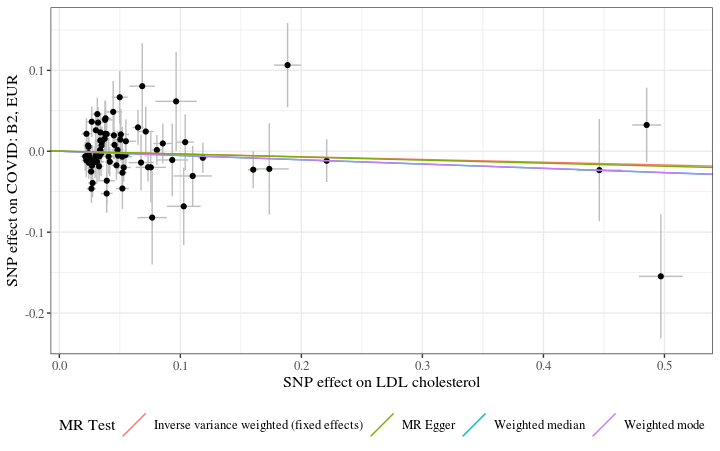 SNP effect on COVID: B2, EUR
0.1
0.0
-0.1
-0.2
0.0 0.1 0.2 0.3 0.4 0.5
SNP effect on LDL cholesterol
MR Test Inverse variance weighted (fixed effects) MR Egger Weighted median Weighted mode